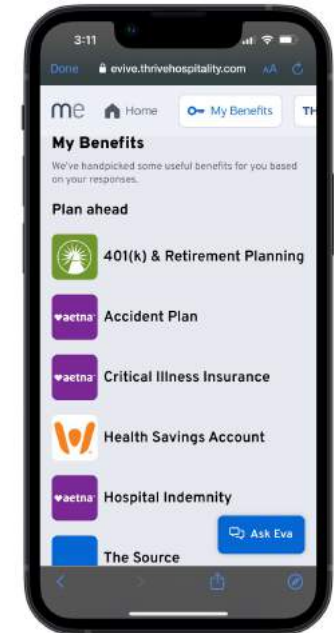 3:11
Done evive.thrivehospitality.com AA
me Home My Benefits TH
My Benefits
We've handpicked some useful benefits for you based
on your responses.
Plan ahead
401(k) & Retirement Planning
♥aetna Accident Plan
♥aetna Critical Illness Insurance
Health Savings Account
♥aetna Hospital Indemnity
Ask Eva
The Source